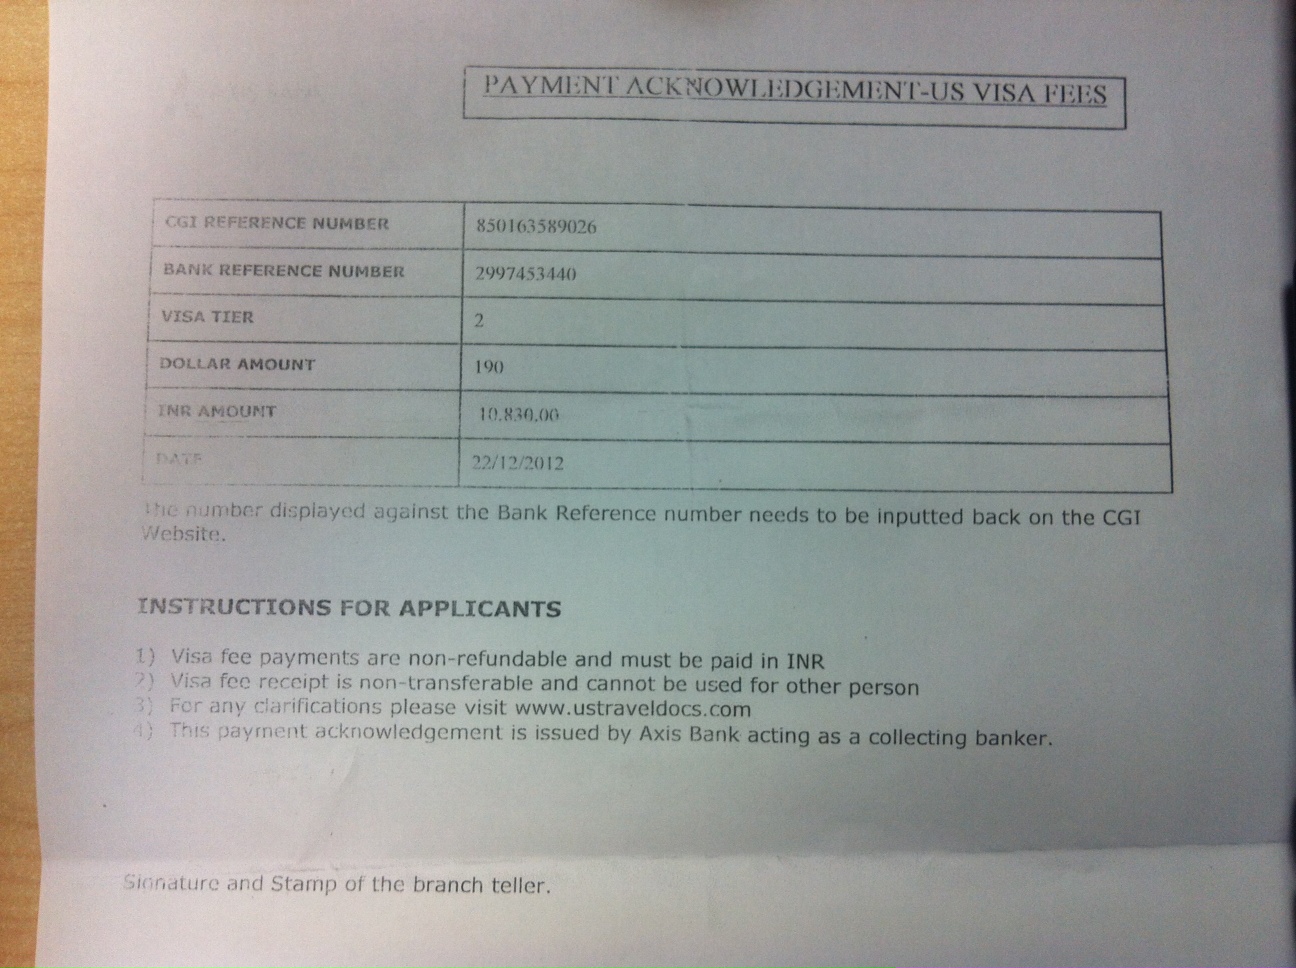 PAYMENT ACKNOWLEDGEMENT-US VISA FEES
CGI REFERENCE NUMBER 850163589026
BANK REFERENCE NUMBER 2997453440
VISA TIER 2
DOLLAR AMOUNT 190
INR AMOUNT 10,830.00
DATE 22/12/2012
The number displayed against the Bank Reference number needs to be inputted back on the CGI
Website.
INSTRUCTIONS FOR APPLICANTS
1) Visa fee payments are non-refundable and must be paid in INR
2) Visa fee receipt is non-transferable and cannot be used for other person
3) For any clarifications please visit www.ustraveldocs.com
4) This payment acknowledgement is issued by Axis Bank acting as a collecting banker.
Signature and Stamp of the branch teller.